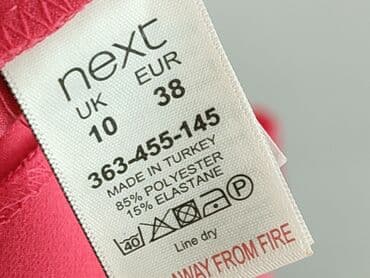 next
UK EUR
10 38
363-455-145
MADE IN TURKEY
85% POLYESTER
15% ELASTANE
40 P
Line dry
AWAY FROM FIRE